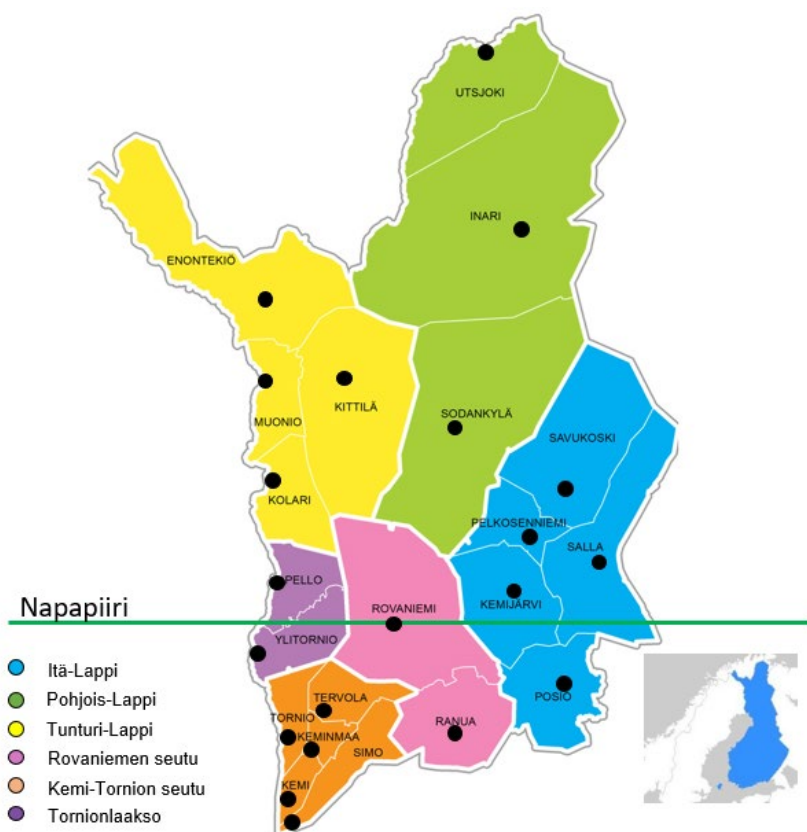 UTSJOKI
INARI
ENONTEKIÖ
MUONIO
KITTILÄ
SODANKYLÄ
SAVUKOSKI
KOLARI
PELKOSENNIEMI
SALLA
PELLO
KEMIJÄRVI
Napapiiri
ROVANIEMI
YLITORNIO
Itä-Lappi
POSIO
Pohjois-Lappi
TERVOLA
Tunturi-Lappi
TORNIO
RANUA
KEMINMAA
SIMO
Rovaniemen seutu
KEMI
Kemi-Tornion seutu
Tornionlaakso